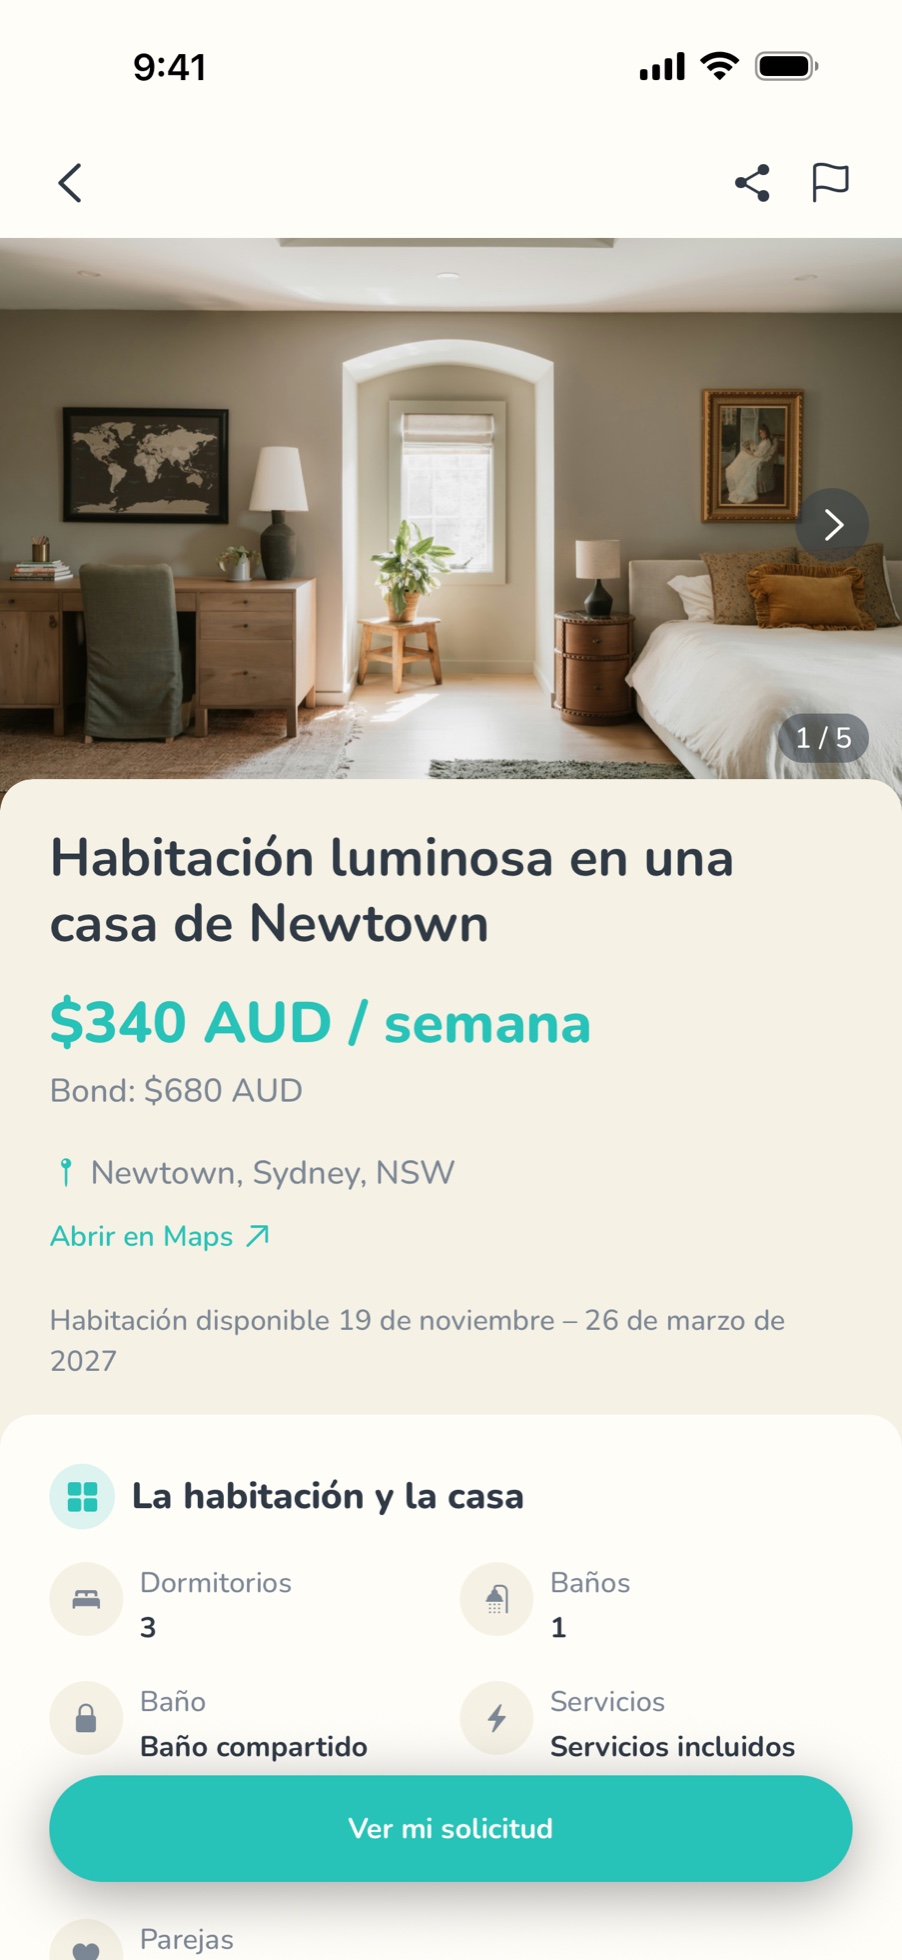 9:41
1 / 5
Habitación luminosa en una
casa de Newtown
$340 AUD / semana
Bond: $680 AUD
Newtown, Sydney, NSW
Abrir en Maps
Habitación disponible 19 de noviembre – 26 de marzo de
2027
La habitación y la casa
Dormitorios
3
Baños
1
Baño
Baño compartido
Servicios
Servicios incluidos
Ver mi solicitud
Parejas